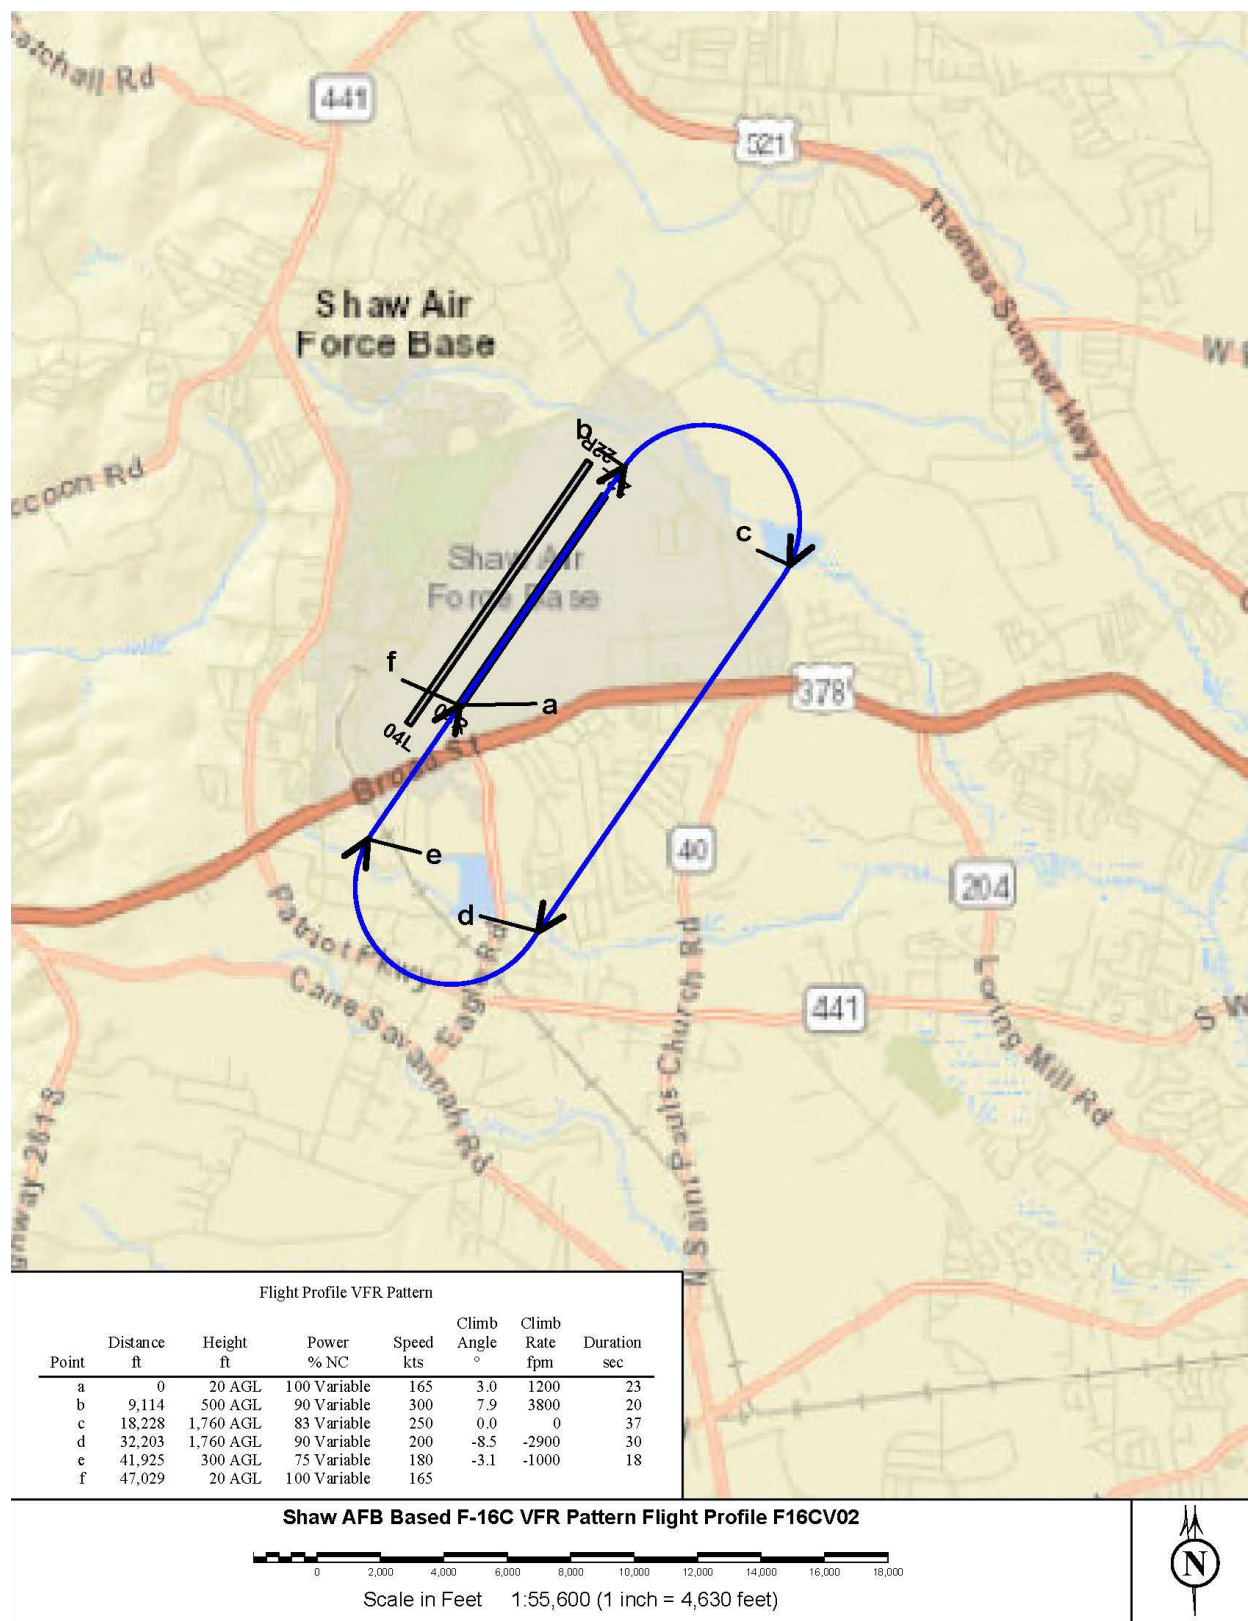 Rd
441
521
Thomas Sumter Hwy
Shaw Air
Force Base
W
Rd
b
22R
c
Shaw Air
Force Base
f
a
04L
378
Broad St
e
40
204
d
Patriot Pkwy
Eagle Rd
Carre Savannah Rd
N Saint Pauls Church Rd
441
S W
Loring Mill Rd
261 S
Flight Profile VFR Pattern
Point Distance ft Height ft Power % NC Speed kts Climb Angle ° Climb Rate fpm Duration sec
a 0 20 AGL 100 Variable 165 3.0 1200 23
b 9,114 500 AGL 90 Variable 300 7.9 3800 20
c 18,228 1,760 AGL 83 Variable 250 0.0 0 37
d 32,203 1,760 AGL 90 Variable 200 -8.5 -2900 30
e 41,925 300 AGL 75 Variable 180 -3.1 -1000 18
f 47,029 20 AGL 100 Variable 165
Shaw AFB Based F-16C VFR Pattern Flight Profile F16CV02
0 2,000 4,000 6,000 8,000 10,000 12,000 14,000 16,000 18,000
Scale in Feet 1:55,600 (1 inch = 4,630 feet)
N